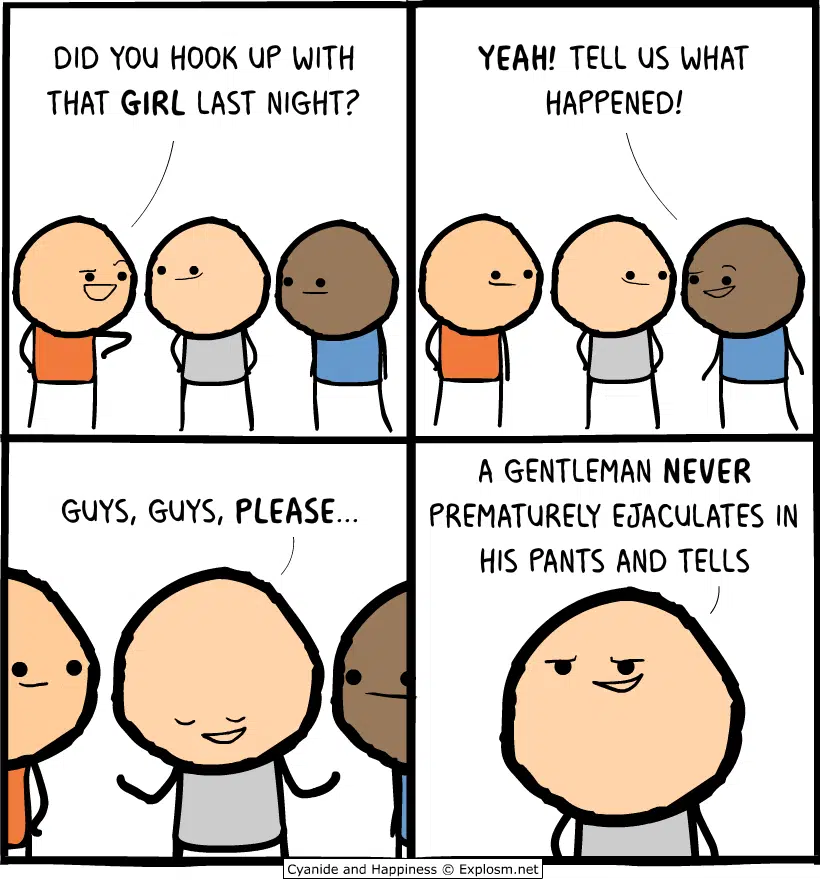 DID YOU HOOK UP WITH
THAT GIRL LAST NIGHT?
YEAH! TELL US WHAT
HAPPENED!
GUYS, GUYS, PLEASE...
A GENTLEMAN NEVER
PREMATURELY EJACULATES IN
HIS PANTS AND TELLS
Cyanide and Happiness © Explosm.net